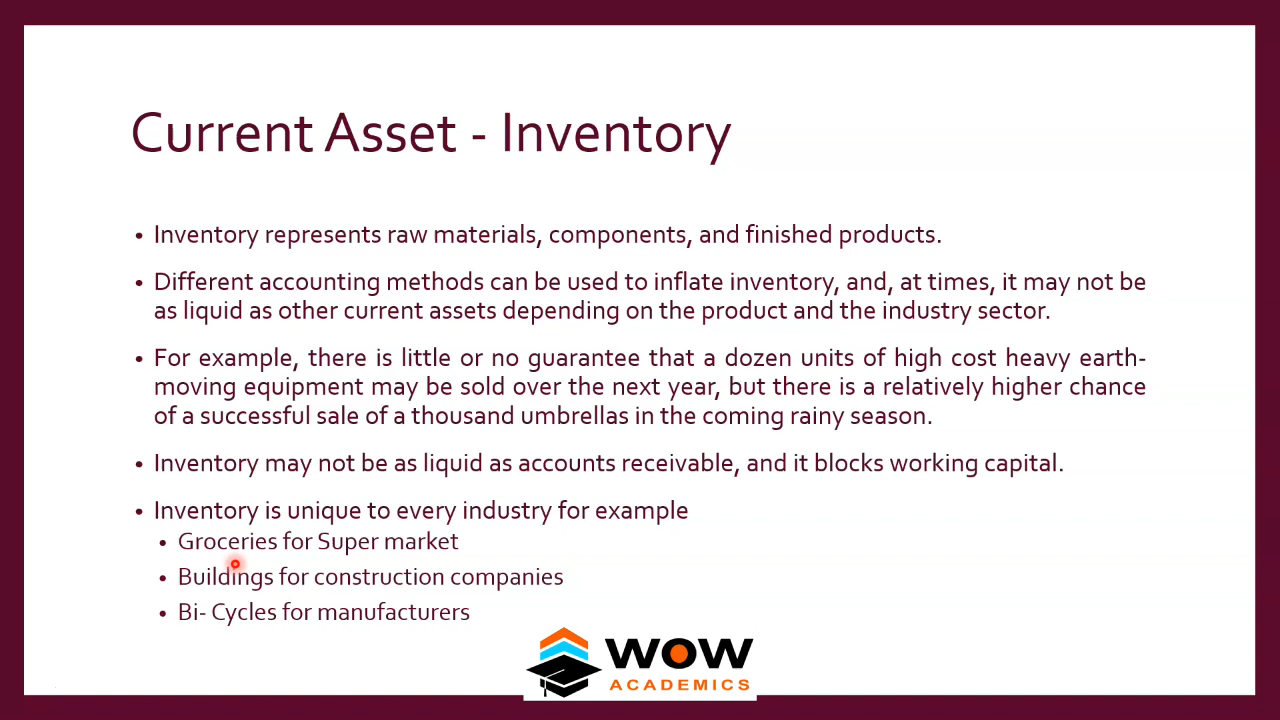 Current Asset - Inventory
• Inventory represents raw materials, components, and finished products.
• Different accounting methods can be used to inflate inventory, and, at times, it may not be
as liquid as other current assets depending on the product and the industry sector.
• For example, there is little or no guarantee that a dozen units of high cost heavy earth-
moving equipment may be sold over the next year, but there is a relatively higher chance
of a successful sale of a thousand umbrellas in the coming rainy season.
• Inventory may not be as liquid as accounts receivable, and it blocks working capital.
• Inventory is unique to every industry for example
• Groceries for Super market
• Buildings for construction companies
• Bi- Cycles for manufacturers
WOW
ACADEMICS